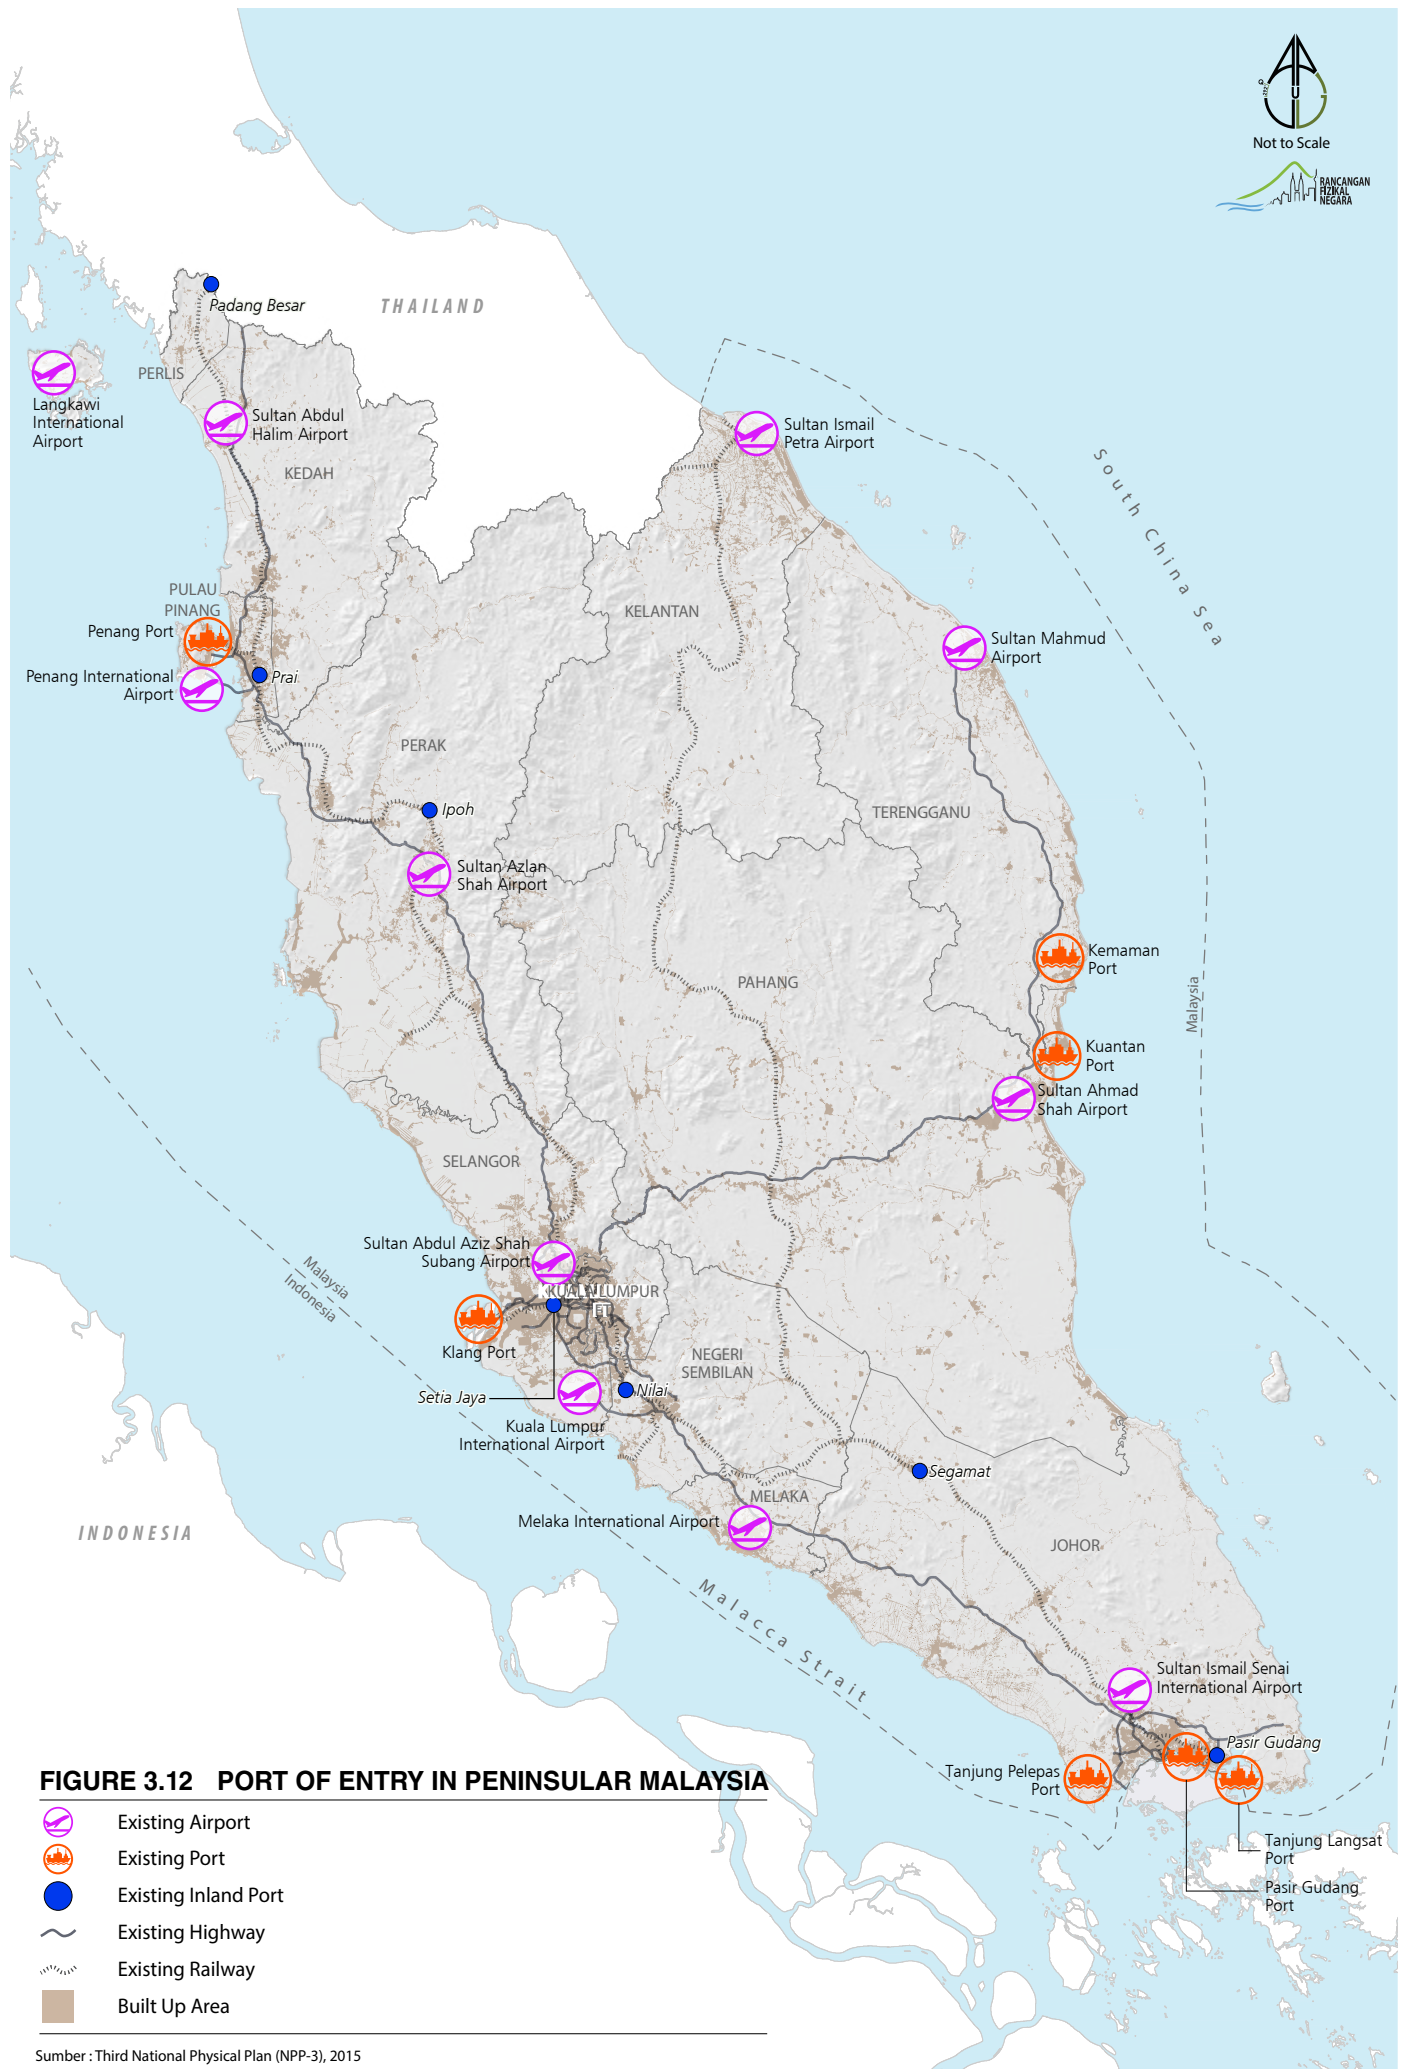 Not to Scale
RANCANGAN
FIZIKAL
NEGARA
THAILAND
Padang Besar
PERLIS
Langkawi
International
Airport
Sultan Abdul
Halim Airport
KEDAH
Sultan Ismail
Petra Airport
South China Sea
PULAU
PINANG
Penang Port
Penang International
Airport
Prai
KELANTAN
Sultan Mahmud
Airport
PERAK
Ipoh
TERENGGANU
Sultan Azlan
Shah Airport
Kemaman
Port
PAHANG
Malaysia
Kuantan
Port
Sultan Ahmad
Shah Airport
SELANGOR
Sultan Abdul Aziz Shah
Subang Airport
Malaysia
Indonesia
KUALA LUMPUR
FT
Klang Port
NEGERI
SEMBILAN
Setia Jaya
Nilai
Kuala Lumpur
International Airport
Segamat
MELAKA
Melaka International Airport
INDONESIA
JOHOR
Malacca Strait
Sultan Ismail Senai
International Airport
Pasir Gudang
Tanjung Pelepas
Port
Tanjung Langsat
Port
Pasir Gudang
Port
FIGURE 3.12 PORT OF ENTRY IN PENINSULAR MALAYSIA
Existing Airport
Existing Port
Existing Inland Port
Existing Highway
Existing Railway
Built Up Area
Sumber : Third National Physical Plan (NPP-3), 2015